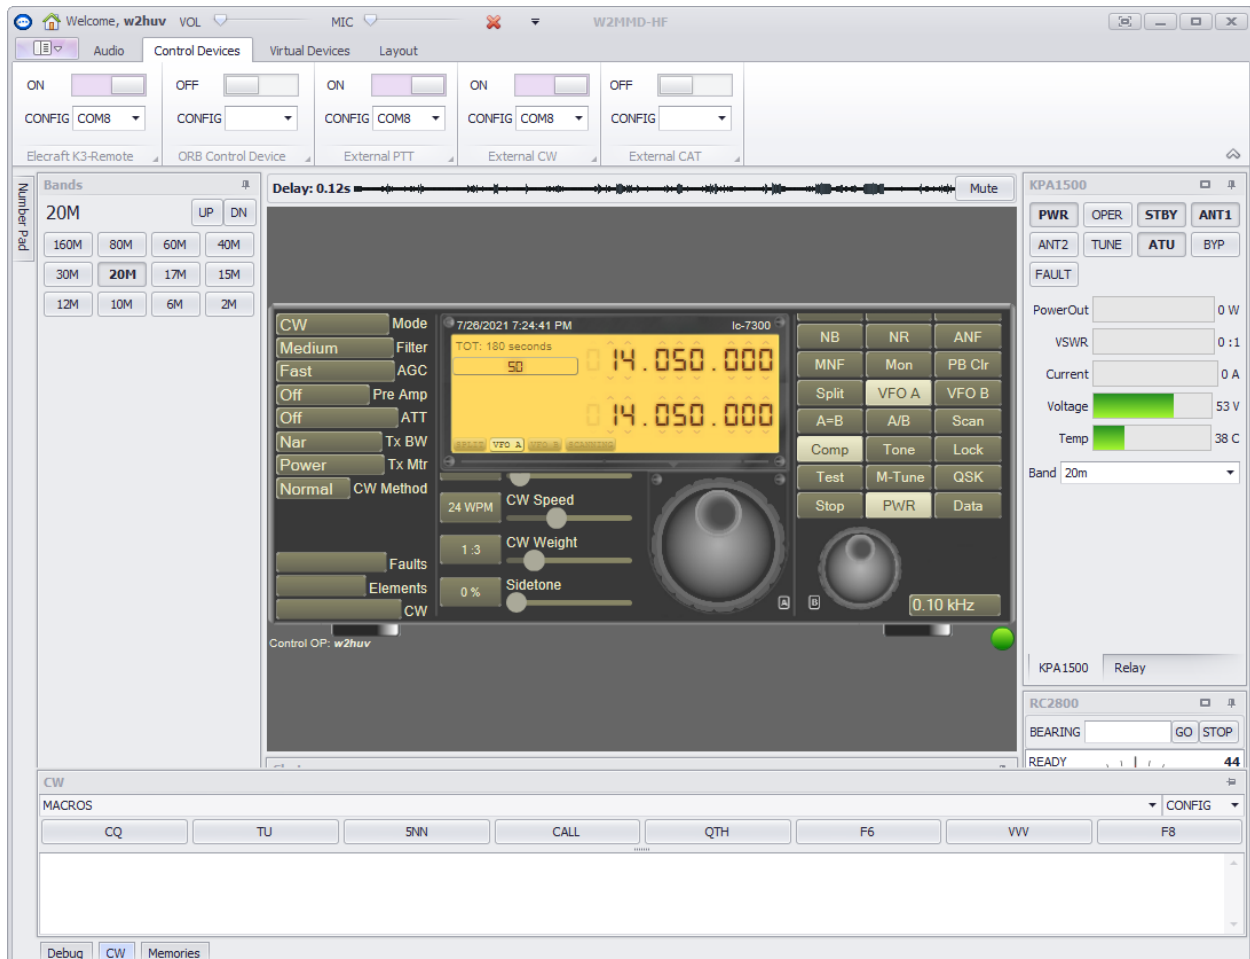 Welcome, w2huv VOL MIC W2MMD-HF
Audio Control Devices Virtual Devices Layout
ON OFF ON ON OFF
CONFIG COM8 CONFIG CONFIG COM8 CONFIG COM8 CONFIG
Elecraft K3-Remote ORB Control Device External PTT External CW External CAT
Number Pad
Bands
20M UP DN
160M 80M 60M 40M
30M 20M 17M 15M
12M 10M 6M 2M
Delay: 0.12s Mute
CW Mode
Medium Filter
Fast AGC
Off Pre Amp
Off ATT
Nar Tx BW
Power Tx Mtr
Normal CW Method
Faults
Elements
CW
7/26/2021 7:24:41 PM Ic-7300
TOT: 180 seconds
50 14.050.000
14.050.000
SPLIT VFO A VFO B SCANNING
24 WPM CW Speed
1 :3 CW Weight
0 % Sidetone
A B
NB NR ANF
MNF Mon PB Clr
Split VFO A VFO B
A=B A/B Scan
Comp Tone Lock
Test M-Tune QSK
Stop PWR Data
0.10 kHz
Control OP: w2huv
KPA1500
PWR OPER STBY ANT1
ANT2 TUNE ATU BYP
FAULT
PowerOut 0 W
VSWR 0 :1
Current 0 A
Voltage 53 V
Temp 38 C
Band 20m
KPA1500 Relay
RC2800
BEARING GO STOP
READY 44
CW
MACROS CONFIG
CQ TU 5NN CALL QTH F6 VVV F8
Debug CW Memories